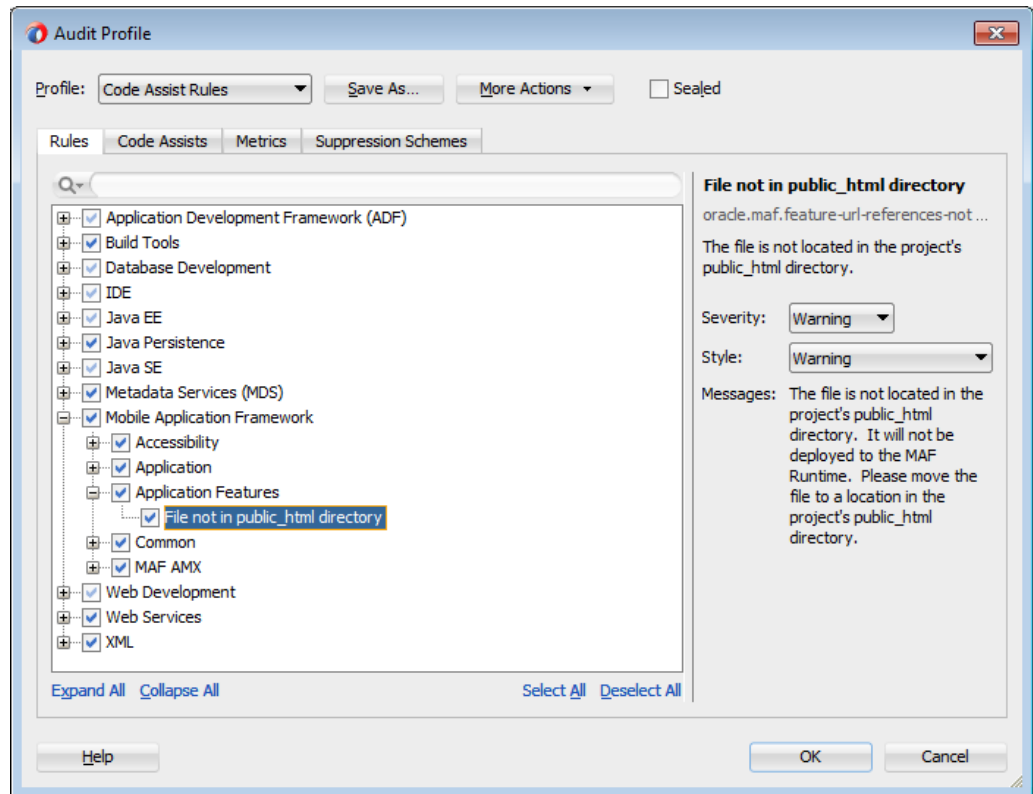 Audit Profile
Profile: Code Assist Rules Save As... More Actions Sealed
Rules Code Assists Metrics Suppression Schemes
Application Development Framework (ADF)
Build Tools
Database Development
IDE
Java EE
Java Persistence
Java SE
Metadata Services (MDS)
Mobile Application Framework
Accessibility
Application
Application Features
File not in public_html directory
Common
MAF AMX
Web Development
Web Services
XML
Expand All Collapse All Select All Deselect All
File not in public_html directory
oracle.maf.feature-url-references-not ...
The file is not located in the project's
public_html directory.
Severity: Warning
Style: Warning
Messages: The file is not located in the
project's public_html
directory. It will not be
deployed to the MAF
Runtime. Please move the
file to a location in the
project's public_html
directory.
Help OK Cancel